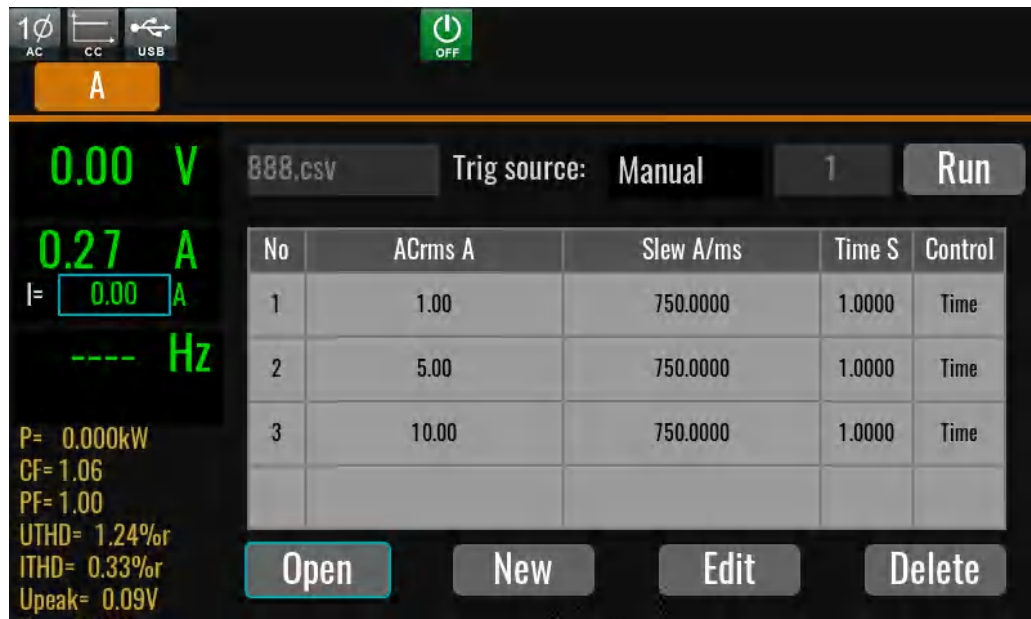 1Ø
AC
CC
USB
OFF
A
0.00 V
888.csv
Trig source:
Manual
1
Run
0.27 A
I= 0.00 A
---- Hz
No ACrms A Slew A/ms Time S Control
1 1.00 750.0000 1.0000 Time
2 5.00 750.0000 1.0000 Time
3 10.00 750.0000 1.0000 Time
P= 0.000kW
CF= 1.06
PF= 1.00
UTHD= 1.24%r
ITHD= 0.33%r
Upeak= 0.09V
Open
New
Edit
Delete